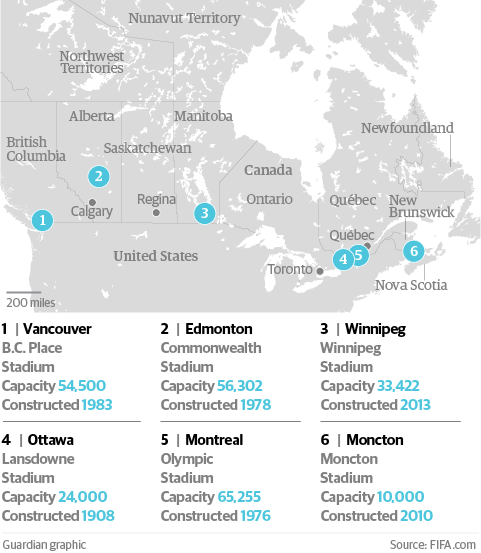 Nunavut Territory
Northwest
Territories
Alberta
Manitoba
Newfoundland
British
Columbia
Saskatchewan
Canada
2
Calgary
Regina
3
Ontario
Québec
New
Brunswick
1
Québec
United States
Toronto
4
5
6
Nova Scotia
200 miles
1 | Vancouver
B.C. Place
Stadium
Capacity 54,500
Constructed 1983
2 | Edmonton
Commonwealth
Stadium
Capacity 56,302
Constructed 1978
3 | Winnipeg
Winnipeg
Stadium
Capacity 33,422
Constructed 2013
4 | Ottawa
Lansdowne
Stadium
Capacity 24,000
Constructed 1908
5 | Montreal
Olympic
Stadium
Capacity 65,255
Constructed 1976
6 | Moncton
Moncton
Stadium
Capacity 10,000
Constructed 2010
Guardian graphic
Source: FIFA.com